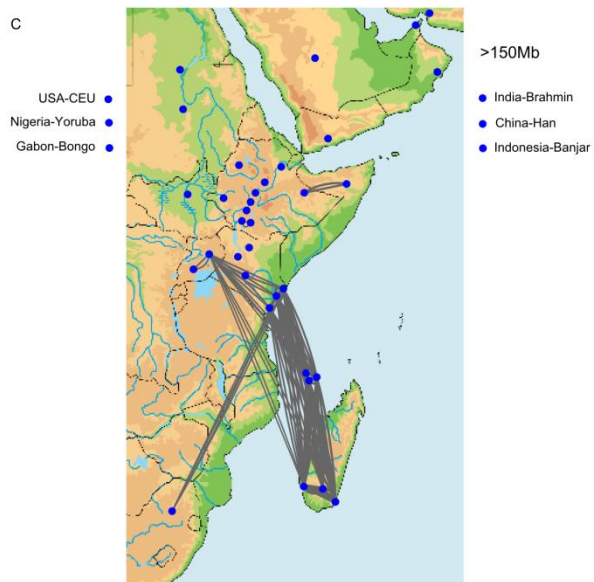 C
>150Mb
USA-CEU
Nigeria-Yoruba
Gabon-Bongo
India-Brahmin
China-Han
Indonesia-Banjar